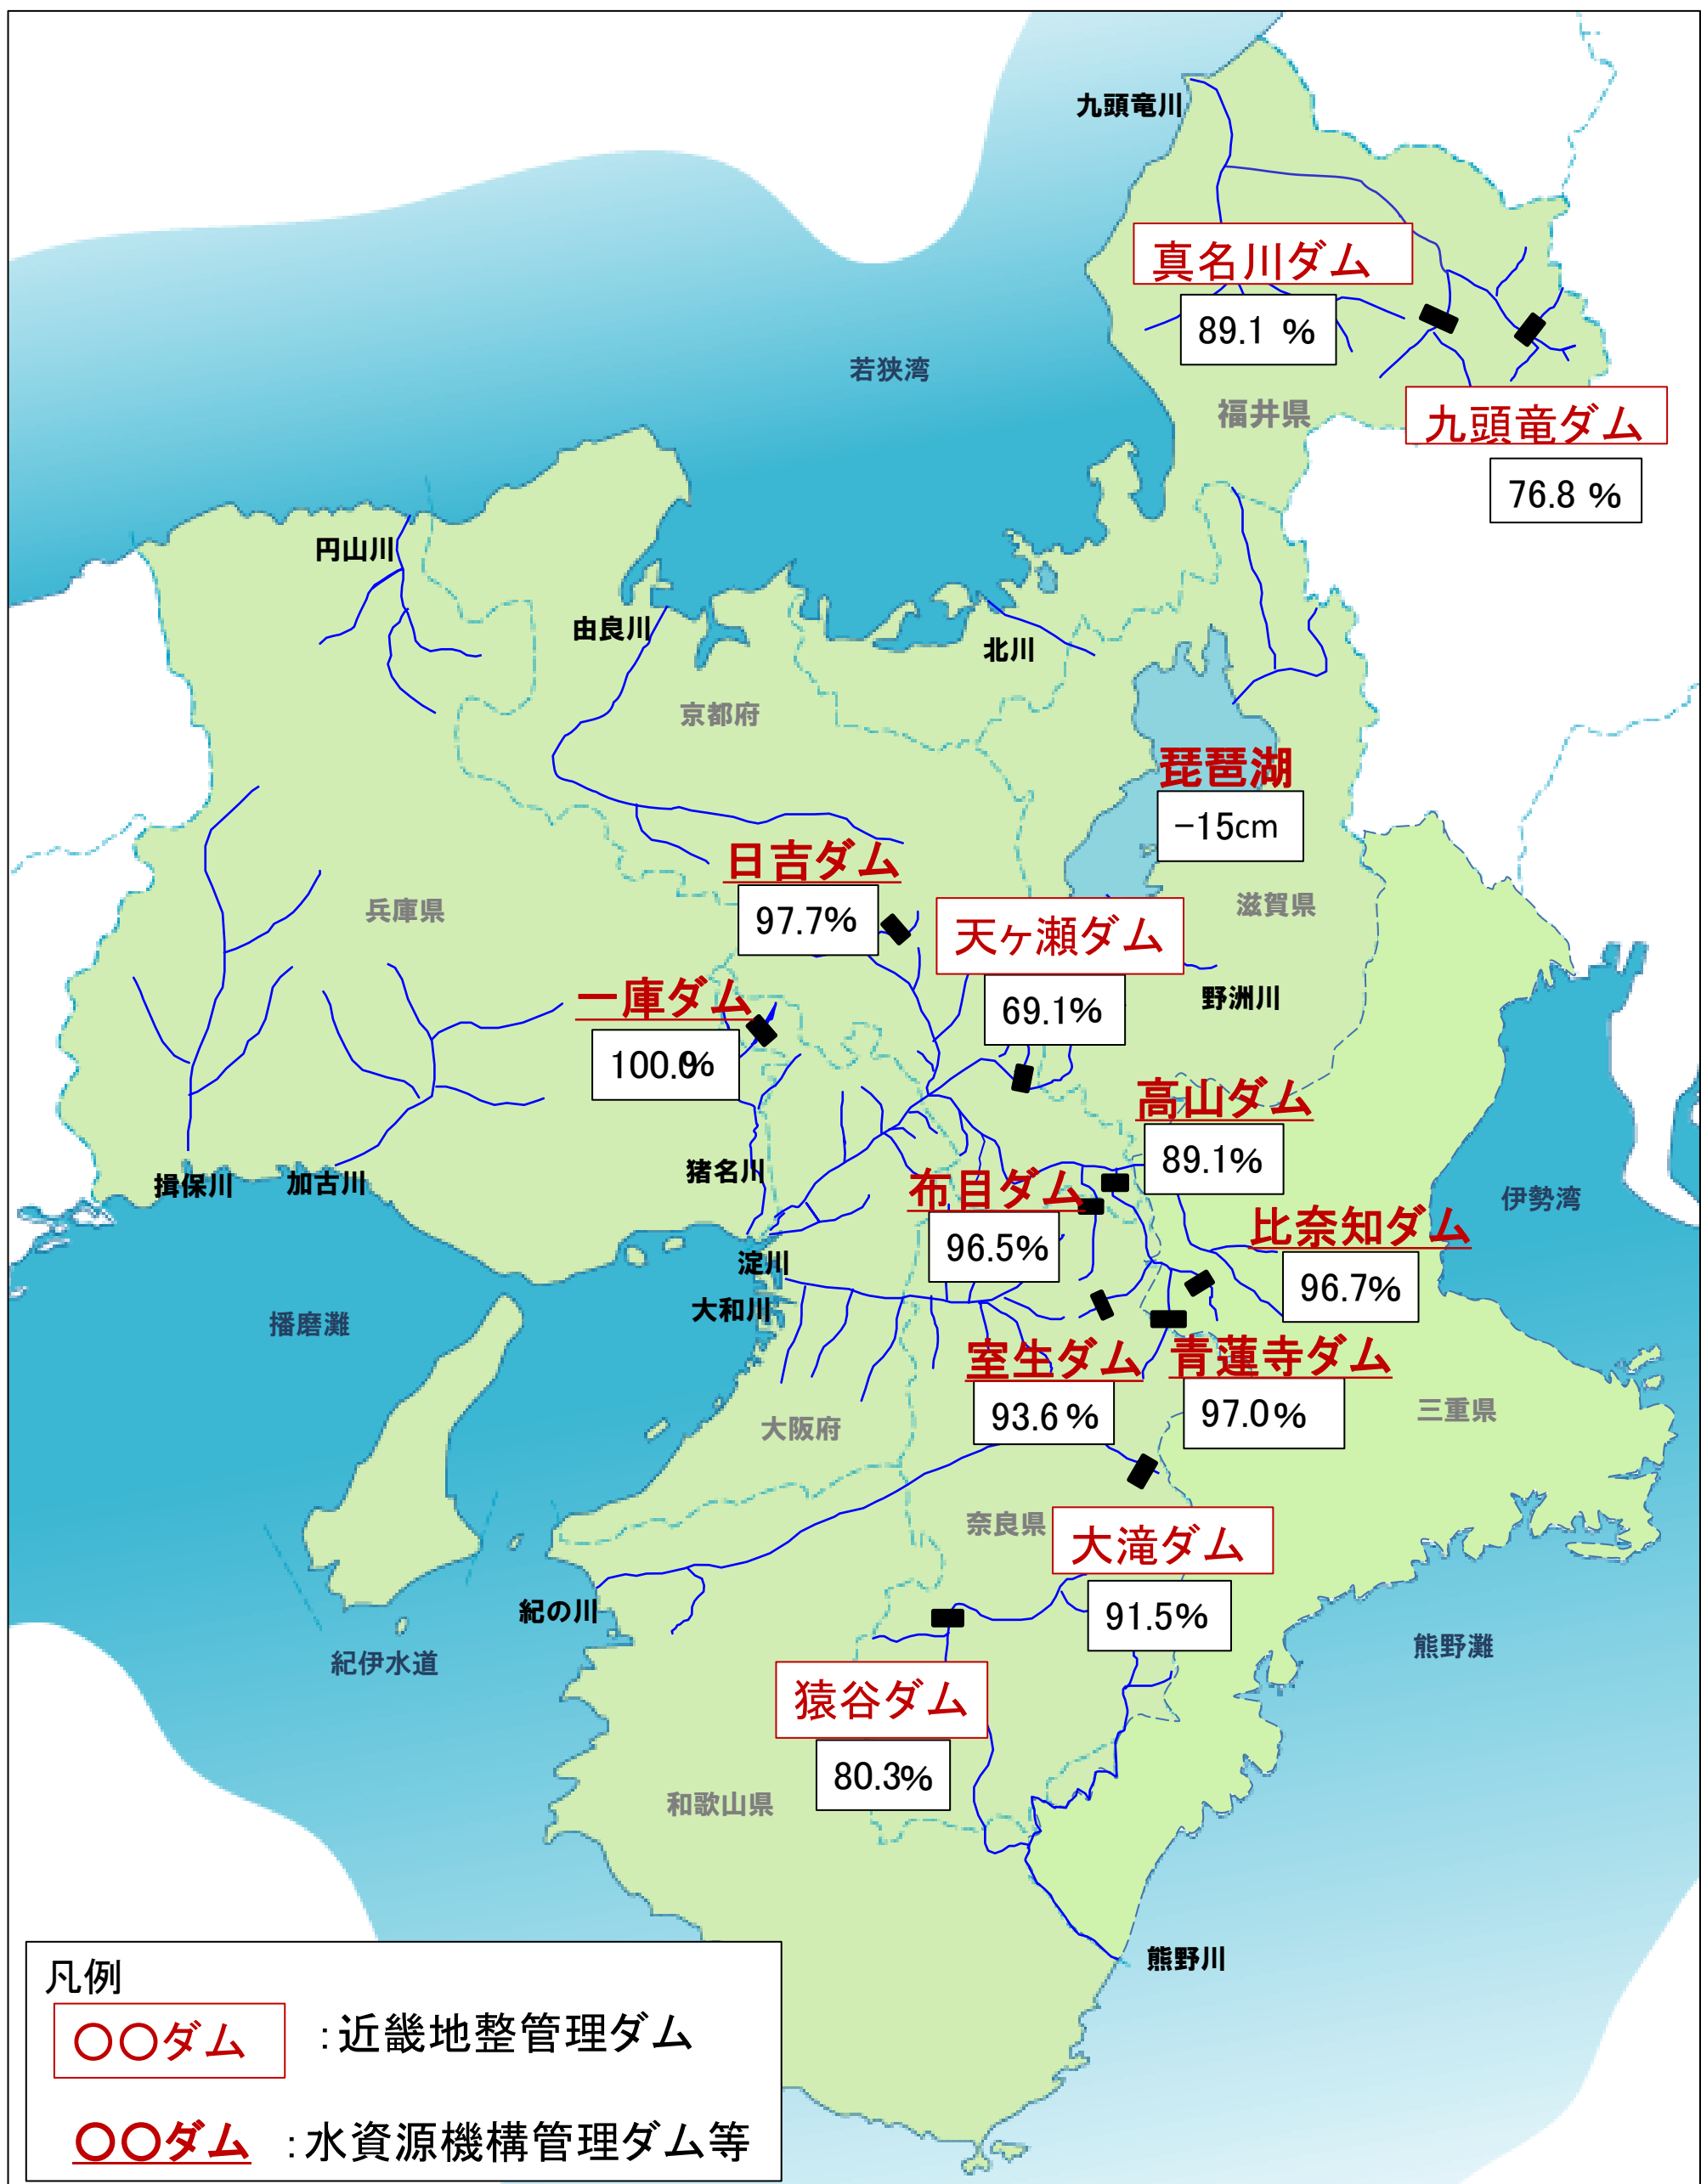 九頭竜川
真名川ダム
89.1 %
若狭湾
福井県
九頭竜ダム
76.8 %
円山川
由良川
北川
京都府
琵琶湖
-15cm
日吉ダム
97.7%
兵庫県
滋賀県
天ヶ瀬ダム
69.1%
野洲川
一庫ダム
100.0%
高山ダム
89.1%
猪名川
揖保川
加古川
布目ダム
96.5%
伊勢湾
比奈知ダム
96.7%
淀川
大和川
播磨灘
室生ダム
93.6 %
青蓮寺ダム
97.0%
三重県
大阪府
奈良県
大滝ダム
91.5%
紀の川
紀伊水道
熊野灘
猿谷ダム
80.3%
和歌山県
熊野川
凡例
〇〇ダム :近畿地整管理ダム
〇〇ダム :水資源機構管理ダム等